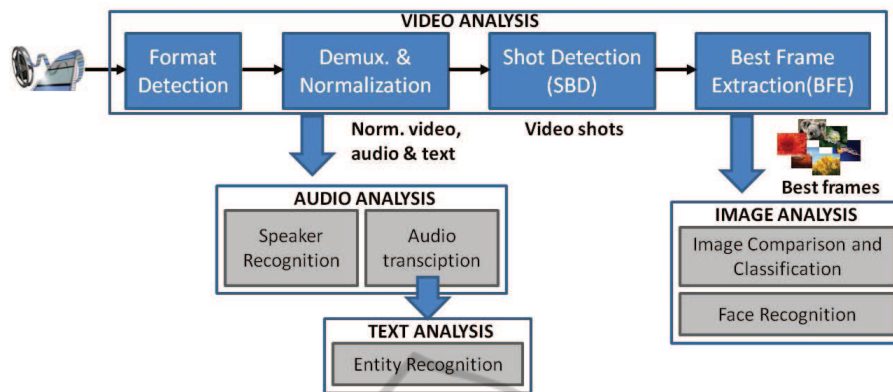 VIDEO ANALYSIS
Format
Detection
Demux. &
Normalization
Shot Detection
(SBD)
Best Frame
Extraction(BFE)
Norm. video,
audio & text
Video shots
Best frames
AUDIO ANALYSIS
Speaker
Recognition
Audio
transciption
IMAGE ANALYSIS
Image Comparison and
Classification
Face Recognition
TEXT ANALYSIS
Entity Recognition